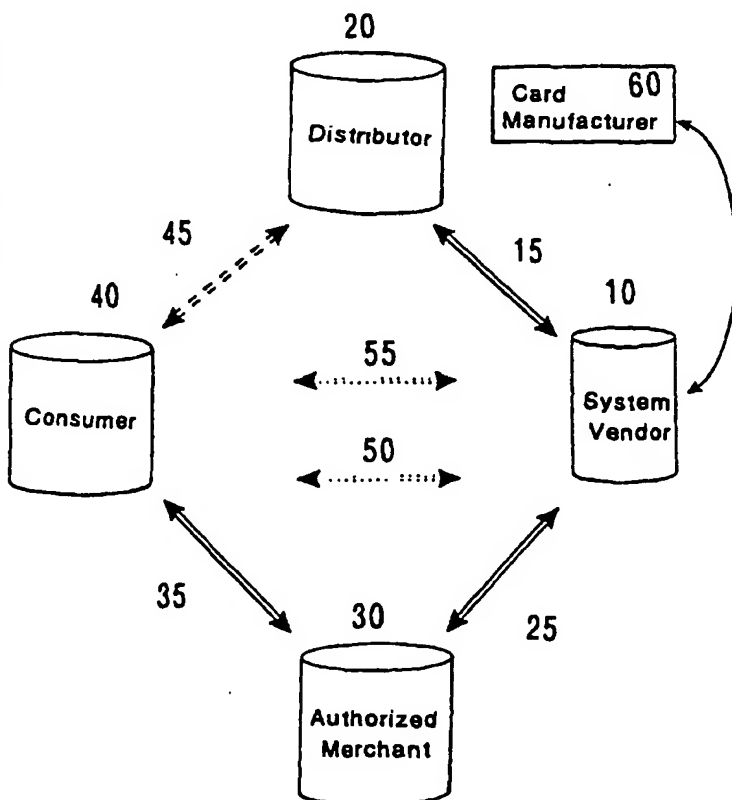 20
Distributor
Card 60
Manufacturer
45
15
40
10
55
Consumer
System
Vendor
50
35
30
25
Authorized
Merchant